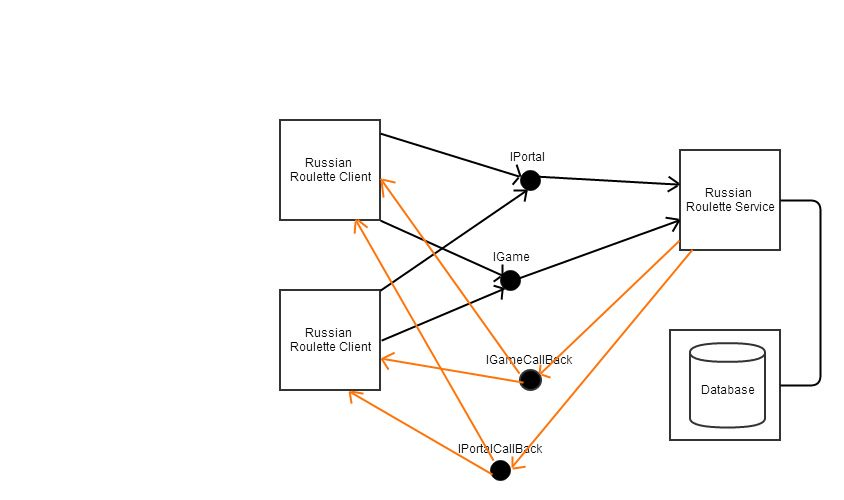 IPortal
Russian
Roulette Client
Russian
Roulette Service
IGame
Russian
Roulette Client
IGameCallBack
Database
IPortalCallBack